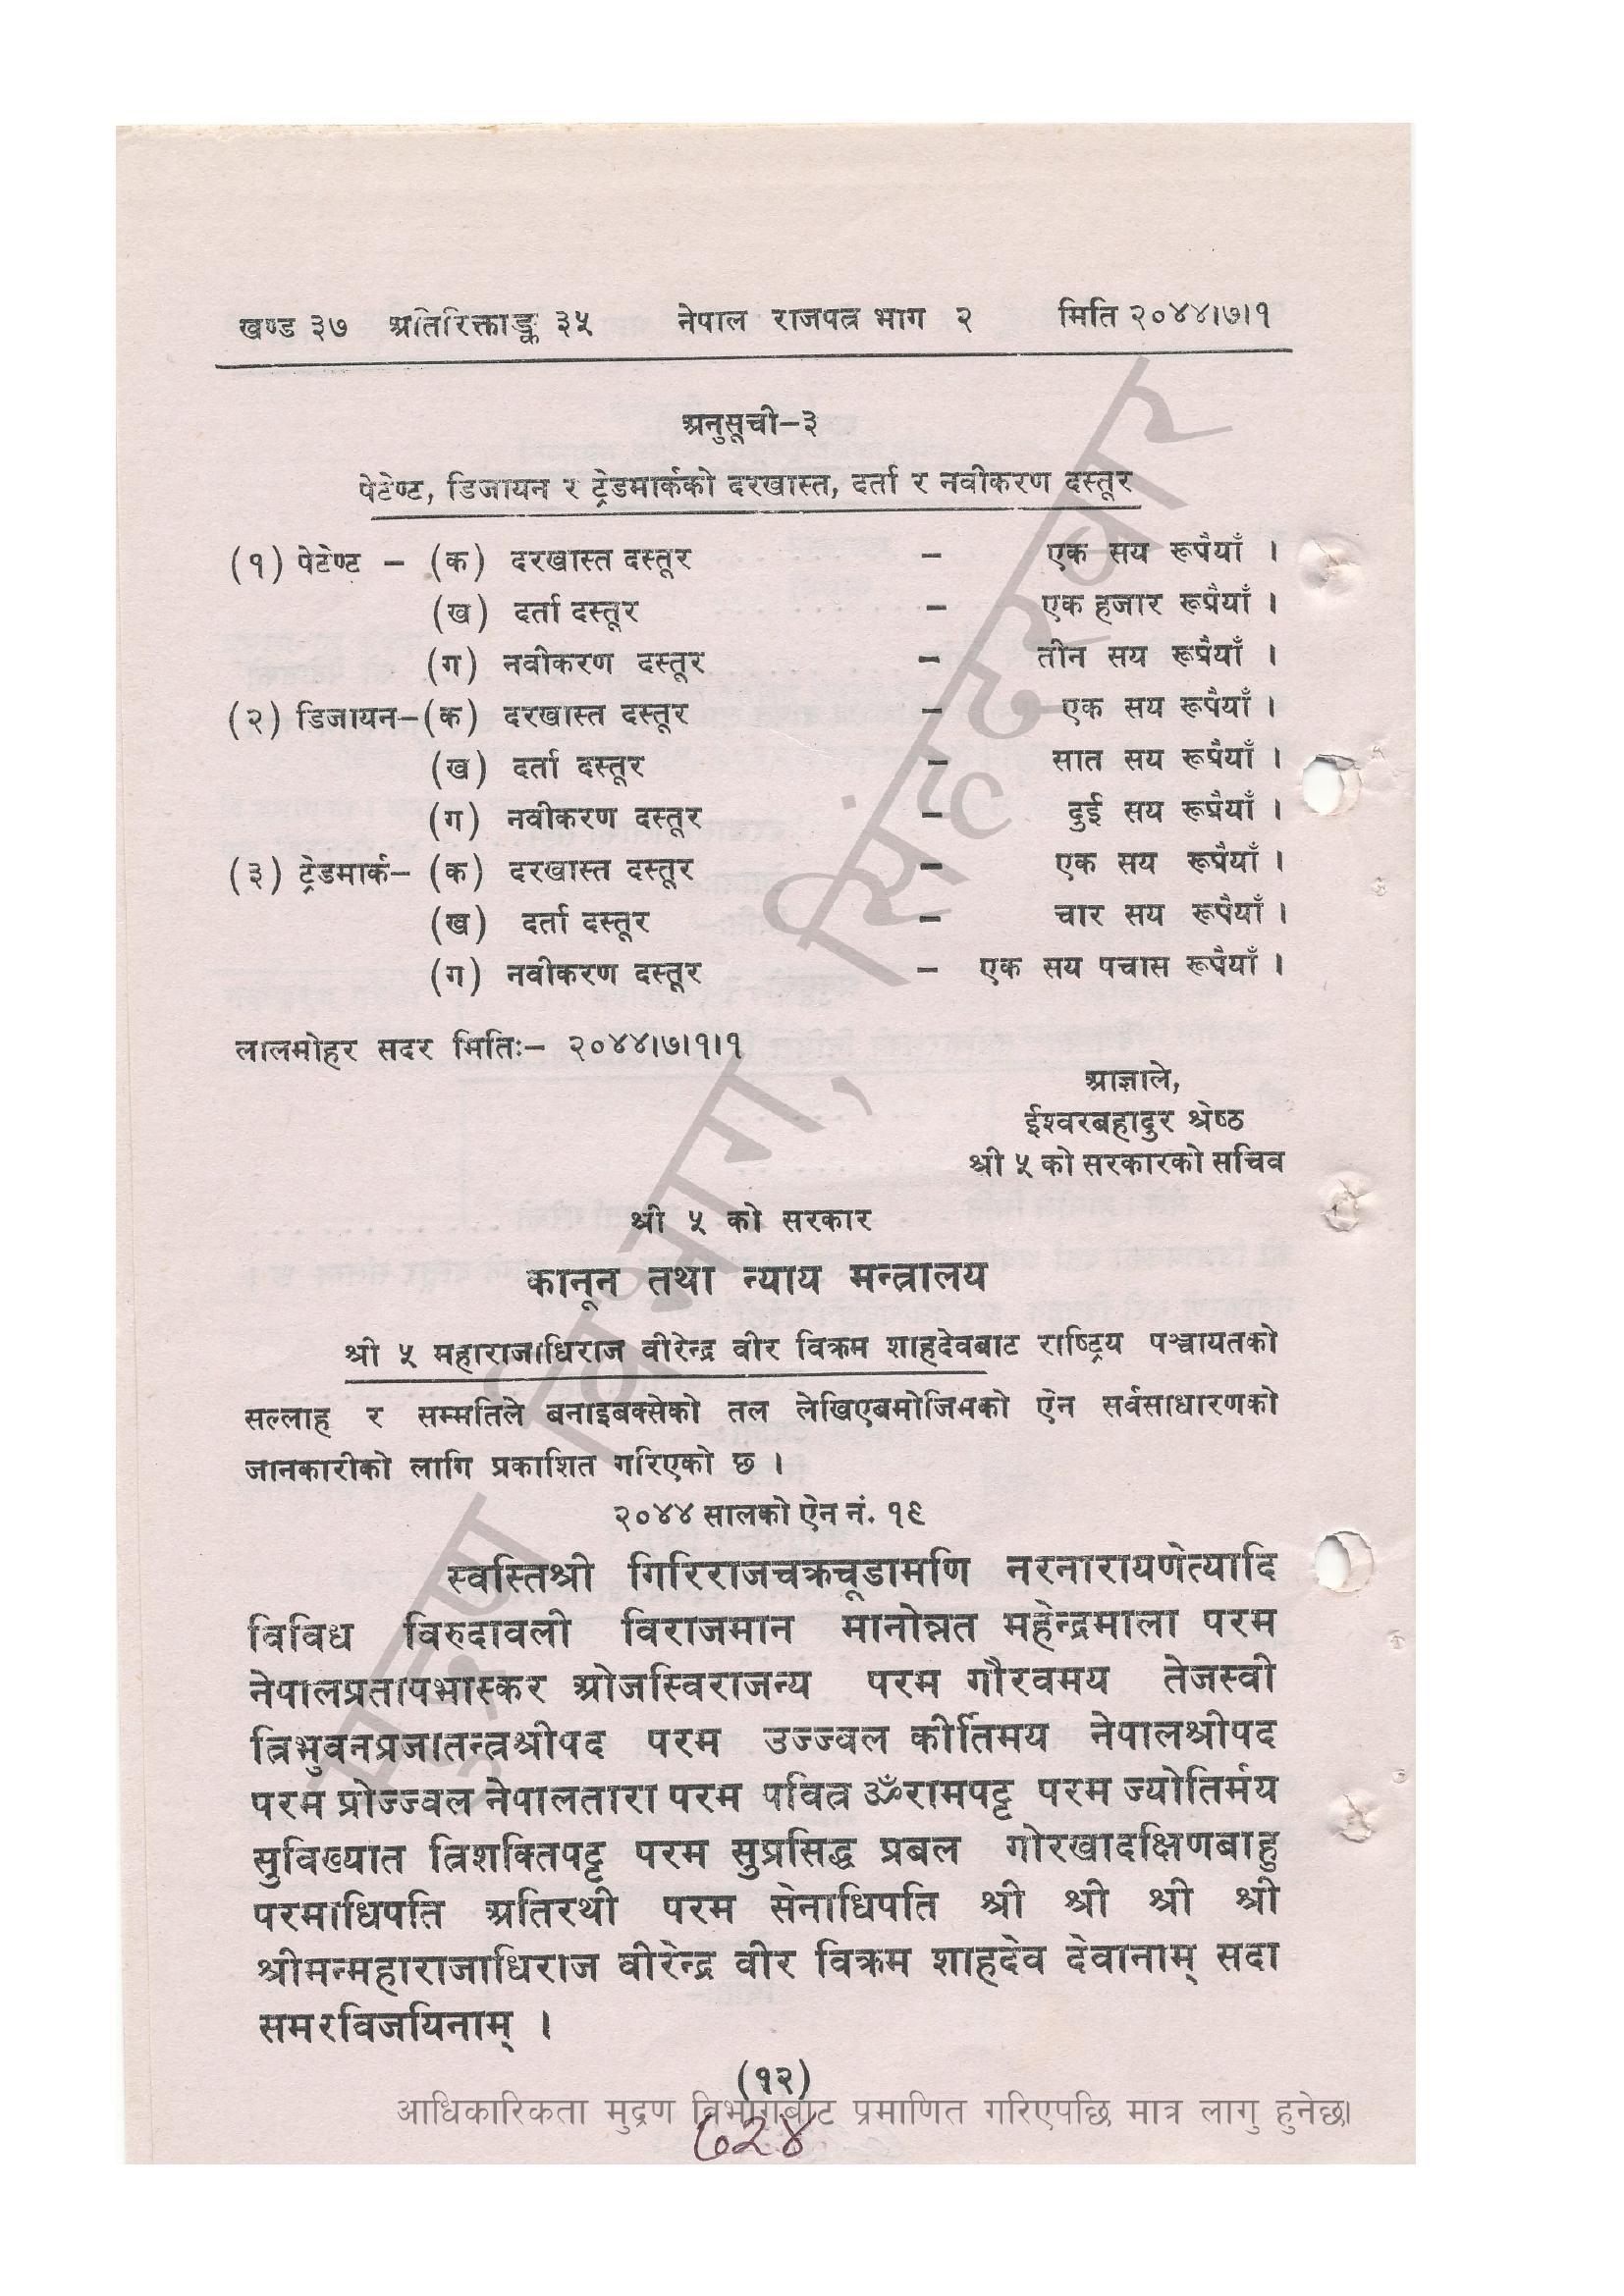 खण्ड ३७ अतिरिक्ताङ्क ३५ नेपाल राजपत्र भाग २ मिति २०४४।७।१
अनुसूची–३
पेटेण्ट, डिजायन र ट्रेडमार्कको दरखास्त, दर्ता र नवीकरण दस्तूर
(१) पेटेण्ट – (क) दरखास्त दस्तूर – एक सय रूपैयाँ ।
(ख) दर्ता दस्तूर – एक हजार रूपैयाँ ।
(ग) नवीकरण दस्तूर – तीन सय रूपैयाँ ।
(२) डिजायन–(क) दरखास्त दस्तूर – एक सय रूपैयाँ ।
(ख) दर्ता दस्तूर – सात सय रूपैयाँ ।
(ग) नवीकरण दस्तूर – दुई सय रूपैयाँ ।
(३) ट्रेडमार्क– (क) दरखास्त दस्तूर – एक सय रूपैयाँ ।
(ख) दर्ता दस्तूर – चार सय रूपैयाँ ।
(ग) नवीकरण दस्तूर – एक सय पचास रूपैयाँ ।
लालमोहर सदर मितिः– २०४४।७।१।१
आज्ञाले,
ईश्वरबहादुर श्रेष्ठ
श्री ५ को सरकारको सचिव
श्री ५ को सरकार
कानून तथा न्याय मन्त्रालय
श्री ५ महाराजाधिराज वीरेन्द्र वीर विक्रम शाहदेवबाट राष्ट्रिय पञ्चायतको
सल्लाह र सम्मतिले बनाइबक्सेको तल लेखिएबमोजिमको ऐन सर्वसाधारणको
जानकारीको लागि प्रकाशित गरिएको छ ।
२०४४ सालको ऐन नं. १९
स्वस्तिश्री गिरिराजचक्रचूडामणि नरनारायणेत्यादि
विविध विरुदावली विराजमान मानोन्नत महेन्द्रमाला परम
नेपालप्रतापभास्कर ओजस्विराजन्य परम गौरवमय तेजस्वी
त्रिभुवनप्रजातन्त्रश्रीपद परम उज्ज्वल कीर्तिमय नेपालश्रीपद
परम प्रोज्ज्वल नेपालतारा परम पवित्र ॐरामपट्ट परम ज्योतिर्मय
सुविख्यात त्रिशक्तिपट्ट परम सुप्रसिद्ध प्रबल गोरखादक्षिणबाहु
परमाधिपति अतिरथी परम सेनाधिपति श्री श्री श्री श्री
श्रीमन्महाराजाधिराज वीरेन्द्र वीर विक्रम शाहदेव देवानाम् सदा
समरविजयिनाम् ।
(१२)
आधिकारिकता मुद्रण विभागबाट प्रमाणित गरिएपछि मात्र लागु हुनेछ।
७२४
मुद्रण विभाग, सिंहदरबार